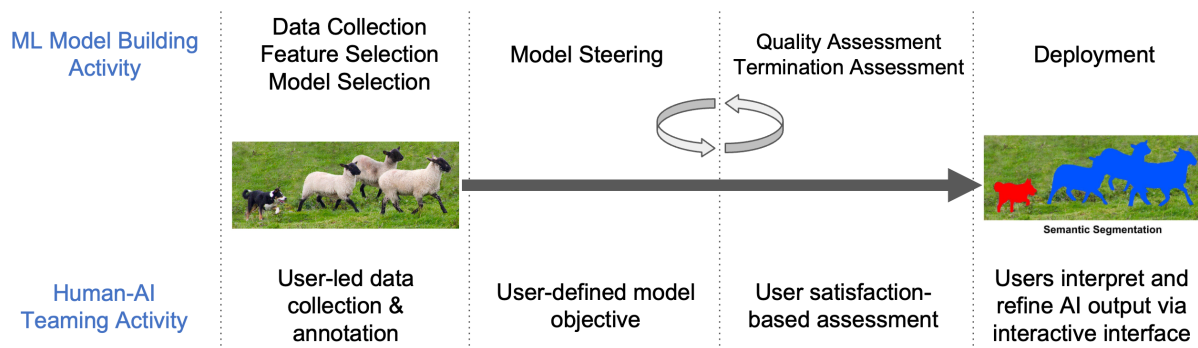 ML Model Building
Activity
Data Collection
Feature Selection
Model Selection
Model Steering
Quality Assessment
Termination Assessment
Deployment
Semantic Segmentation
Human-AI
Teaming Activity
User-led data
collection &
annotation
User-defined model
objective
User satisfaction-
based assessment
Users interpret and
refine AI output via
interactive interface